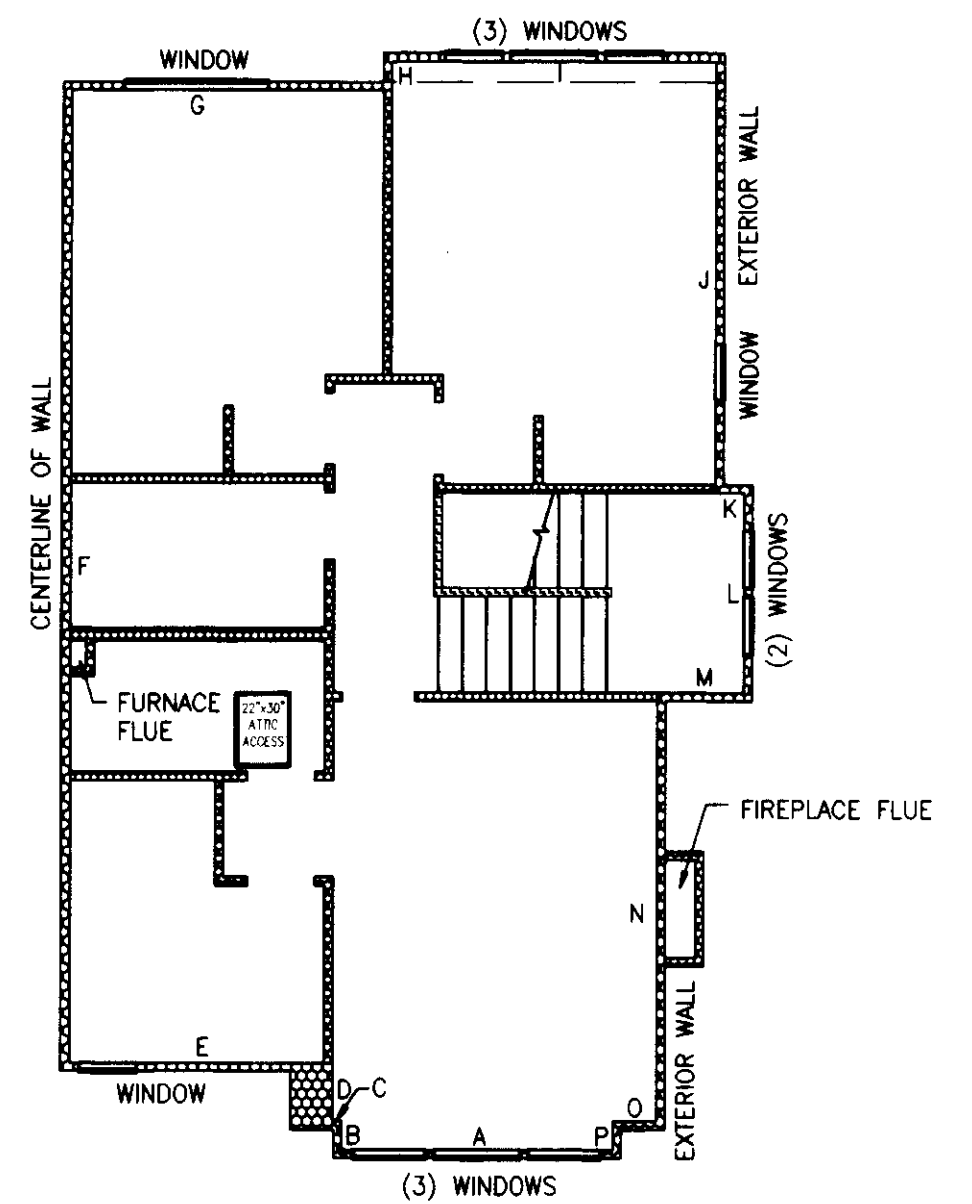 (3) WINDOWS
WINDOW
H
I
G
EXTERIOR WALL
J
WINDOW
CENTERLINE OF WALL
K
F
L
(2) WINDOWS
M
FURNACE
FLUE
22"x30"
ATTIC
ACCESS
FIREPLACE FLUE
N
EXTERIOR WALL
E
WINDOW
D
C
O
B
A
P
(3) WINDOWS